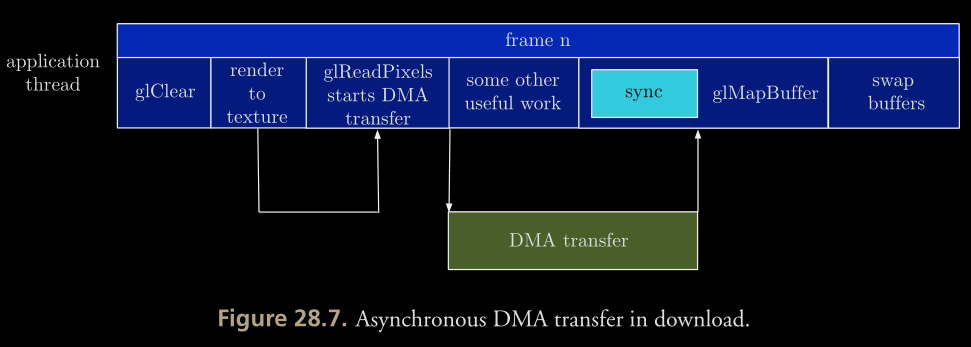 frame n
application
thread
glClear
render
to
texture
glReadPixels
starts DMA
transfer
some other
useful work
sync
glMapBuffer
swap
buffers
DMA transfer
Figure 28.7. Asynchronous DMA transfer in download.